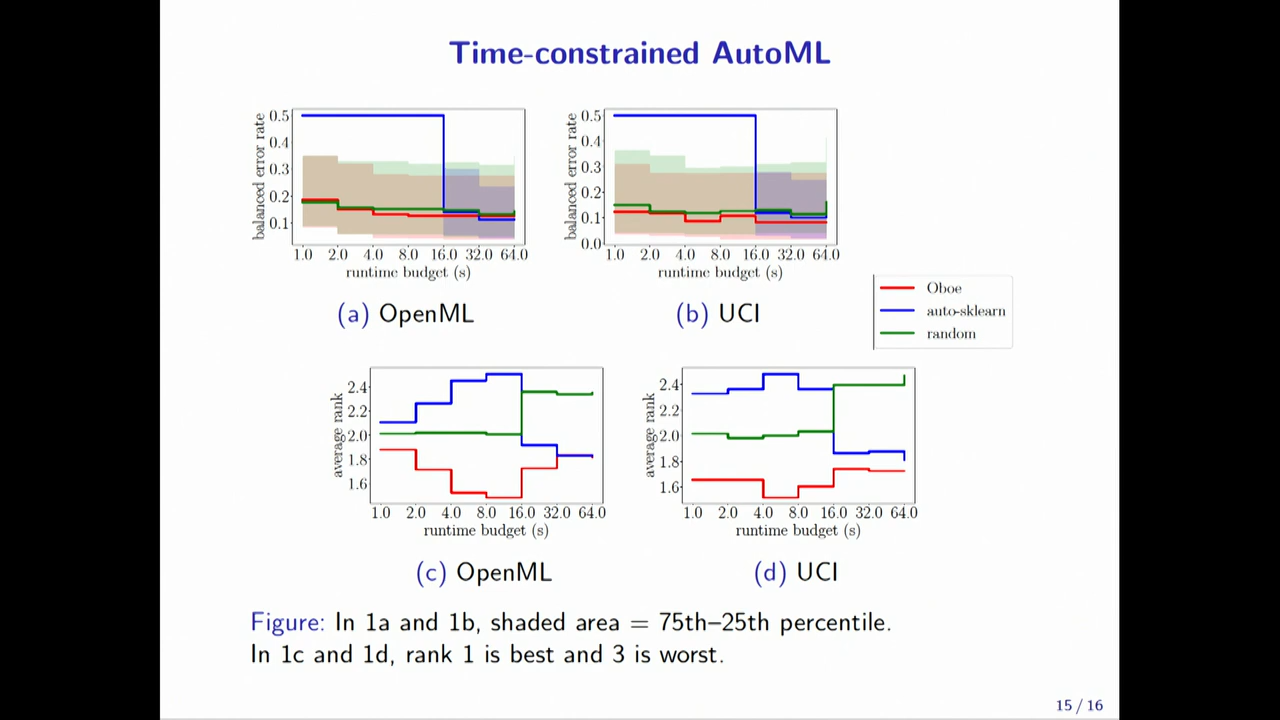 Time-constrained AutoML
balanced error rate
0.5
0.4
0.3
0.2
0.1
1.0 2.0 4.0 8.0 16.0 32.0 64.0
runtime budget (s)
(a) OpenML
balanced error rate
0.5
0.4
0.3
0.2
0.1
0.0
1.0 2.0 4.0 8.0 16.0 32.0 64.0
runtime budget (s)
(b) UCI
Oboe
auto-sklearn
random
average rank
2.4
2.2
2.0
1.8
1.6
1.0 2.0 4.0 8.0 16.0 32.0 64.0
runtime budget (s)
(c) OpenML
average rank
2.4
2.2
2.0
1.8
1.6
1.0 2.0 4.0 8.0 16.0 32.0 64.0
runtime budget (s)
(d) UCI
Figure: In 1a and 1b, shaded area = 75th–25th percentile.
In 1c and 1d, rank 1 is best and 3 is worst.
15 / 16